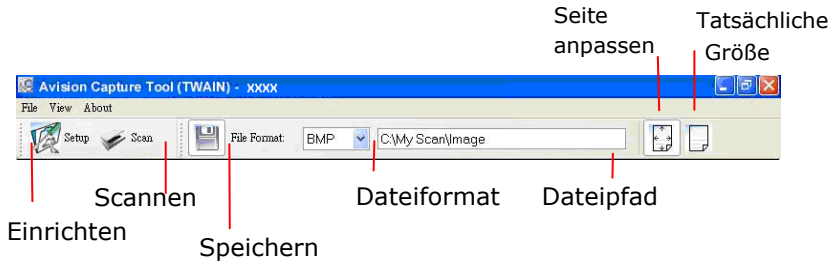 Seite
anpassen
Tatsächliche
Größe
Avision Capture Tool (TWAIN) - xxxx
File View About
Setup Scan File Format: BMP C:\My Scan\Image
Scannen
Dateiformat
Dateipfad
Einrichten
Speichern